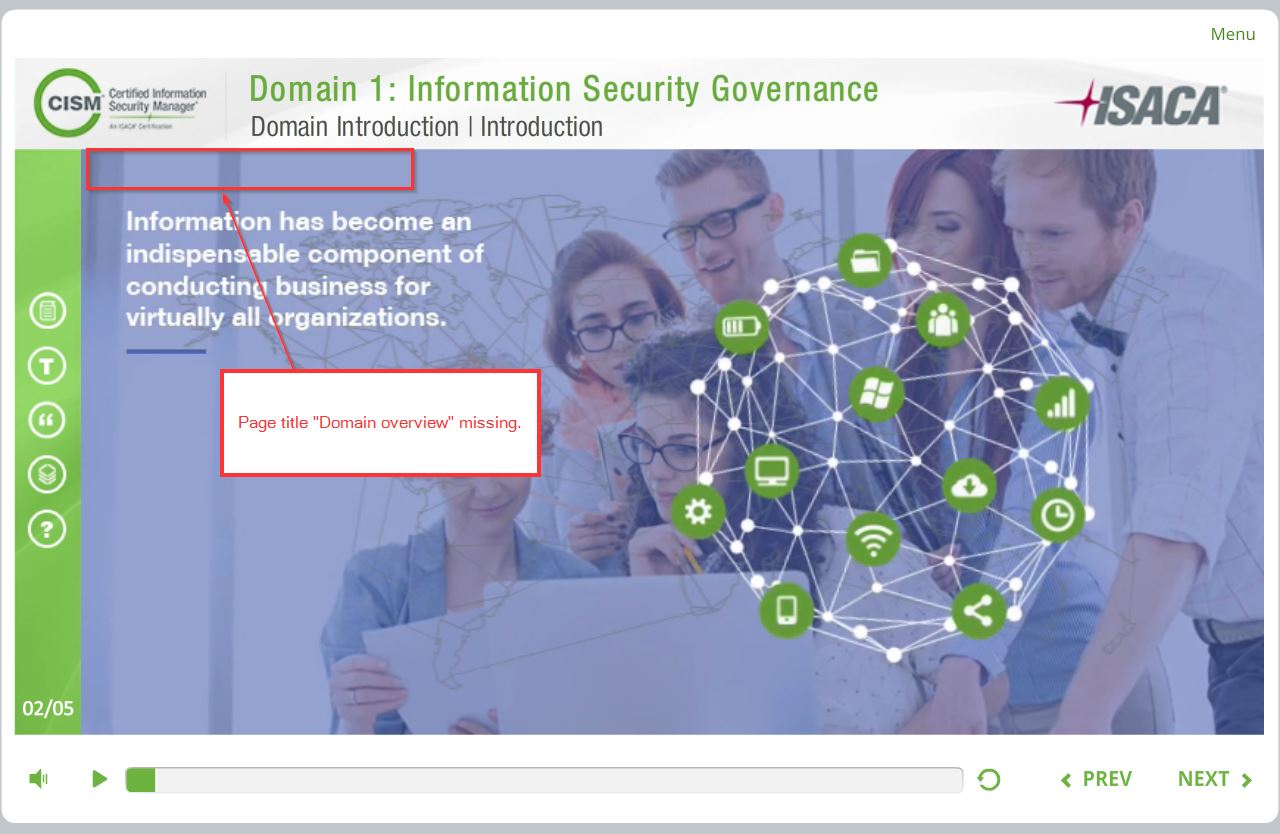 Menu
CISM
Certified Information
Security Manager®
An ISACA® Certification
Domain 1: Information Security Governance
Domain Introduction | Introduction
ISACA®
Information has become an
indispensable component of
conducting business for
virtually all organizations.
Page title "Domain overview" missing.
T
“
?
02/05
PREV
NEXT